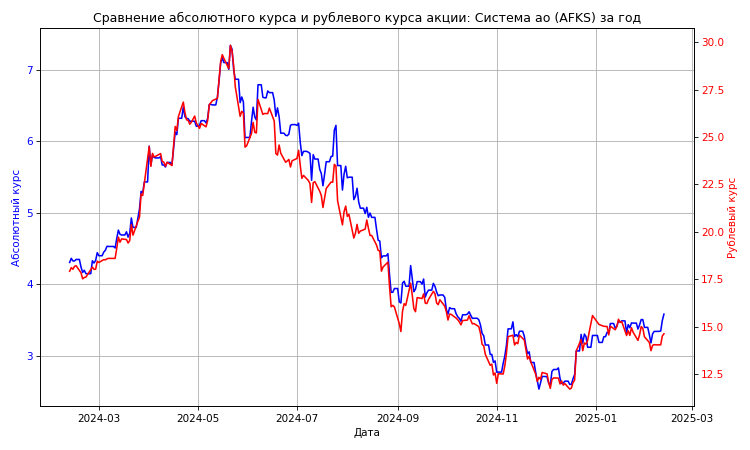 Сравнение абсолютного курса и рублевого курса акции: Система ао (AFKS) за год
Абсолютный курс
7
6
5
4
3
30.0
27.5
25.0
22.5
20.0
17.5
15.0
12.5
Рублевый курс
2024-03 2024-05 2024-07 2024-09 2024-11 2025-01 2025-03
Дата